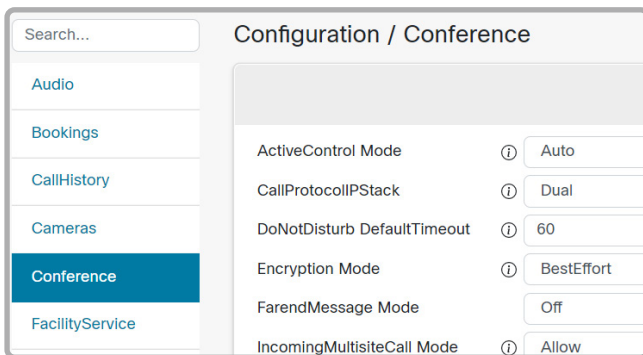 Search...
Configuration / Conference
Audio
Bookings
CallHistory
Cameras
Conference
FacilityService
ActiveControl Mode Auto
CallProtocolIPStack Dual
DoNotDisturb DefaultTimeout 60
Encryption Mode BestEffort
FarendMessage Mode Off
IncomingMultisiteCall Mode Allow